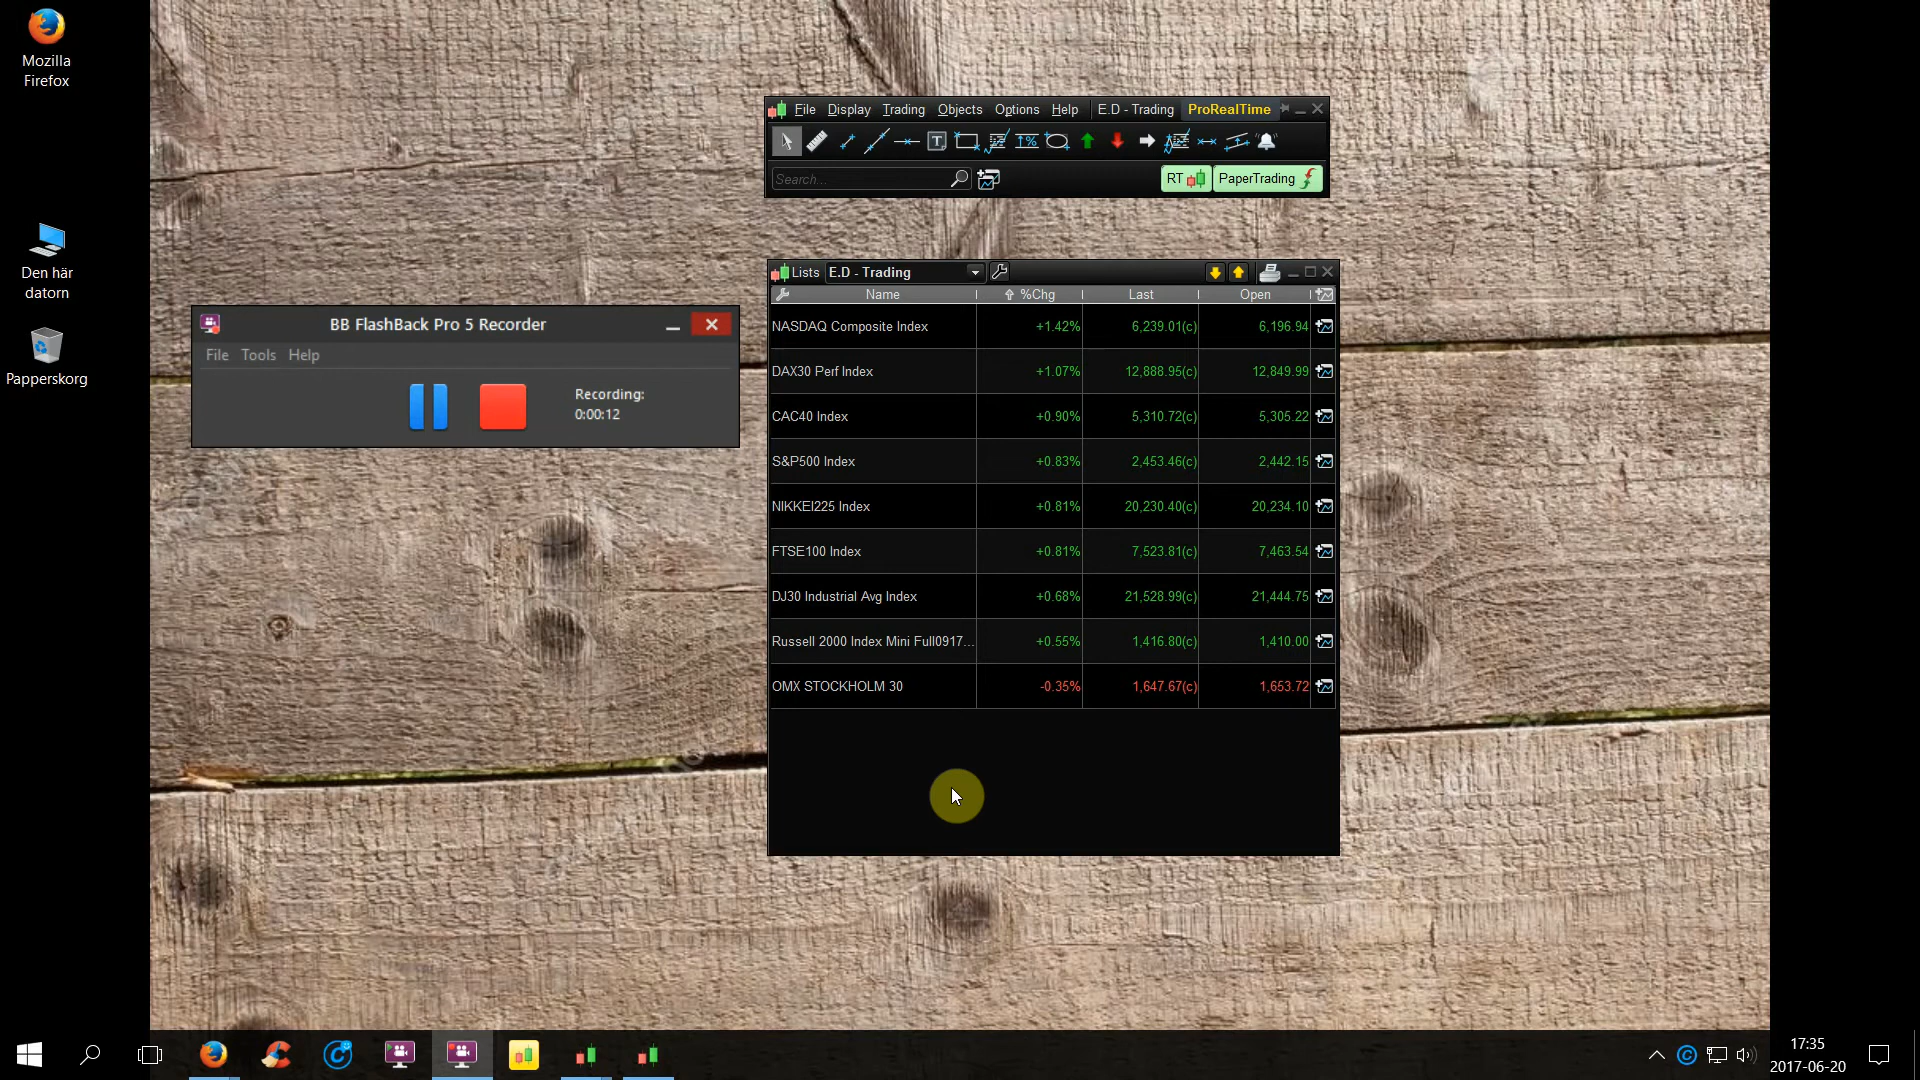 Mozilla
Firefox
Den här
datorn
Papperskorg
BB FlashBack Pro 5 Recorder
File Tools Help
Recording:
0:00:12
File Display Trading Objects Options Help E.D - Trading ProRealTime
Search...
RT PaperTrading
Lists E.D - Trading
Name %Chg Last Open
NASDAQ Composite Index +1.42% 6,239.01(c) 6,196.94
DAX30 Perf Index +1.07% 12,888.95(c) 12,849.99
CAC40 Index +0.90% 5,310.72(c) 5,305.22
S&P500 Index +0.83% 2,453.46(c) 2,442.15
NIKKEI225 Index +0.81% 20,230.40(c) 20,234.10
FTSE100 Index +0.81% 7,523.81(c) 7,463.54
DJ30 Industrial Avg Index +0.68% 21,528.99(c) 21,444.75
Russell 2000 Index Mini Full0917... +0.55% 1,416.80(c) 1,410.00
OMX STOCKHOLM 30 -0.35% 1,647.67(c) 1,653.72
17:35
2017-06-20